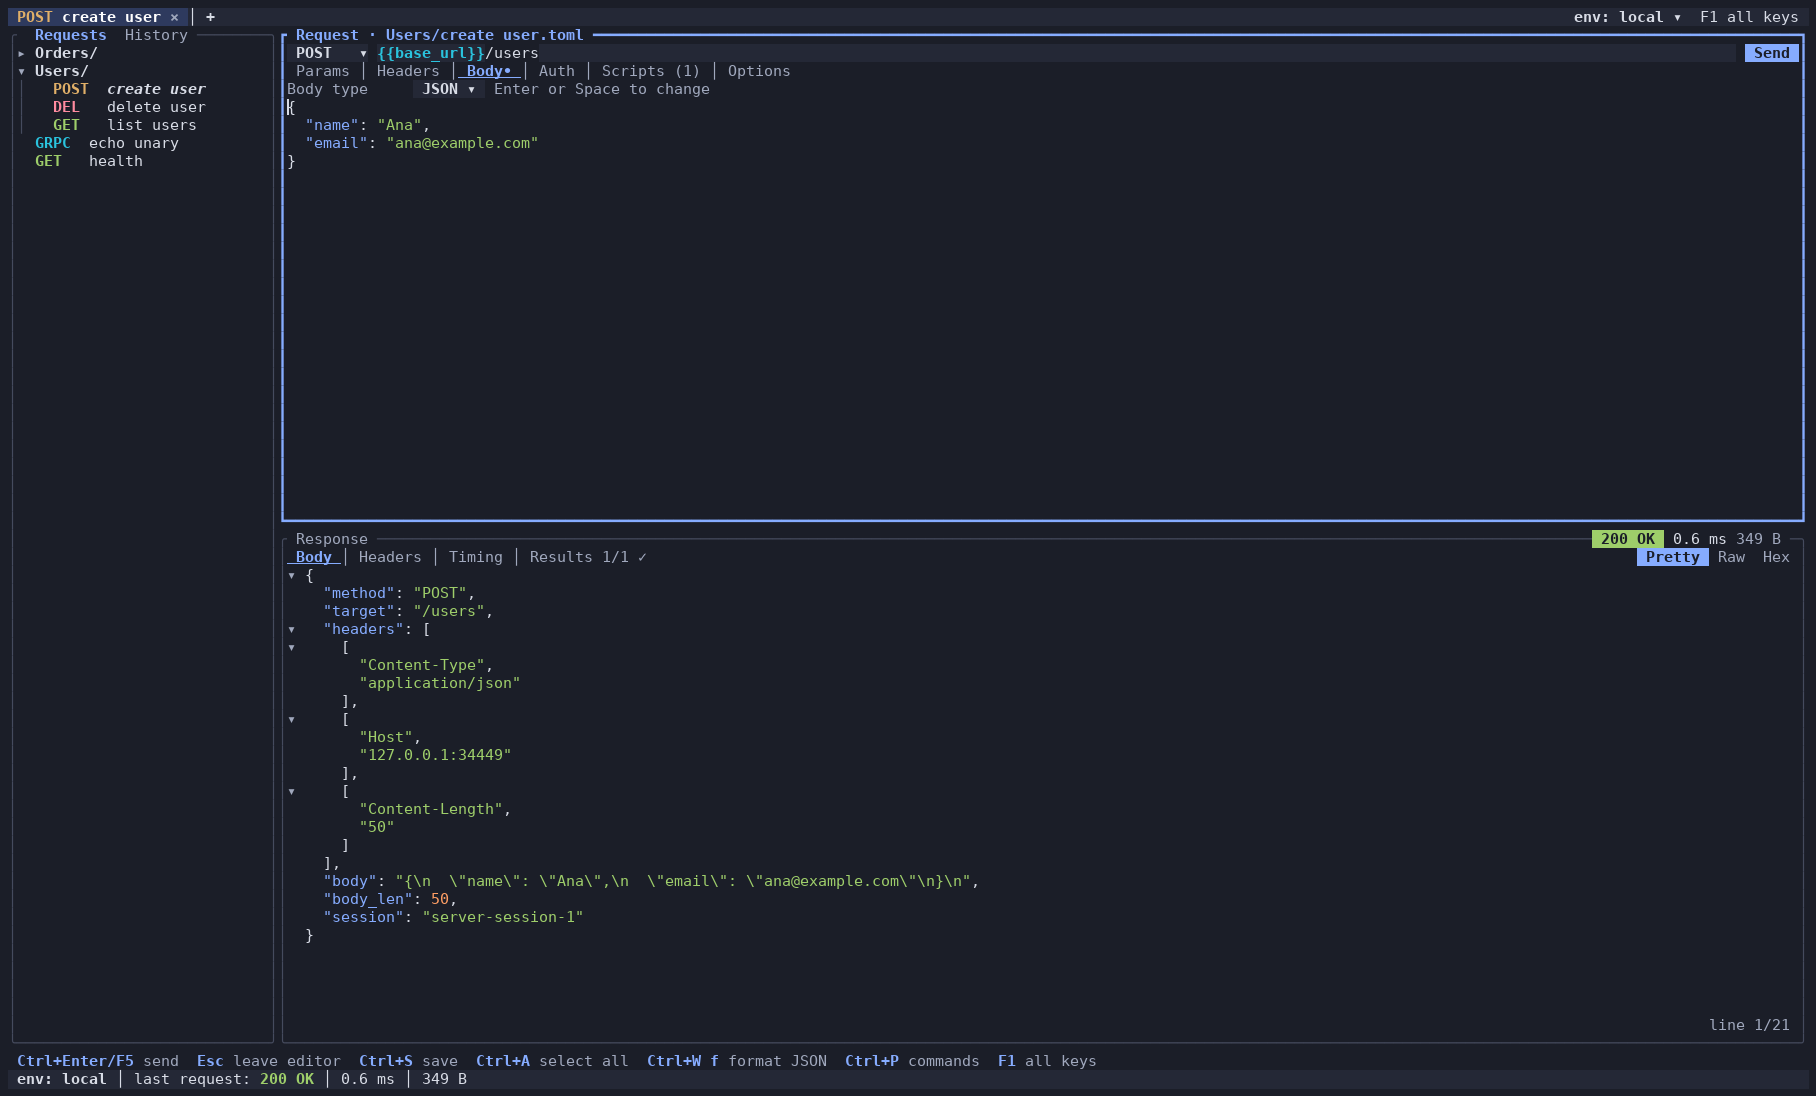 POST create user × │ + env: local ▾ F1 all keys
Requests History
▸ Orders/
▾ Users/
POST create user
DEL delete user
GET list users
GRPC echo unary
GET health
Request · Users/create user.toml
POST ▾ {{base_url}}/users Send
Params │ Headers │ Body• │ Auth │ Scripts (1) │ Options
Body type JSON ▾ Enter or Space to change
{
  "name": "Ana",
  "email": "ana@example.com"
}
Response 200 OK 0.6 ms 349 B
Body │ Headers │ Timing │ Results 1/1 ✓ Pretty Raw Hex
▾ {
    "method": "POST",
    "target": "/users",
▾   "headers": [
▾     [
        "Content-Type",
        "application/json"
      ],
▾     [
        "Host",
        "127.0.0.1:34449"
      ],
▾     [
        "Content-Length",
        "50"
      ]
    ],
    "body": "{\n  \"name\": \"Ana\",\n  \"email\": \"ana@example.com\"\n}\n",
    "body_len": 50,
    "session": "server-session-1"
  }
line 1/21
Ctrl+Enter/F5 send Esc leave editor Ctrl+S save Ctrl+A select all Ctrl+W f format JSON Ctrl+P commands F1 all keys
env: local │ last request: 200 OK │ 0.6 ms │ 349 B